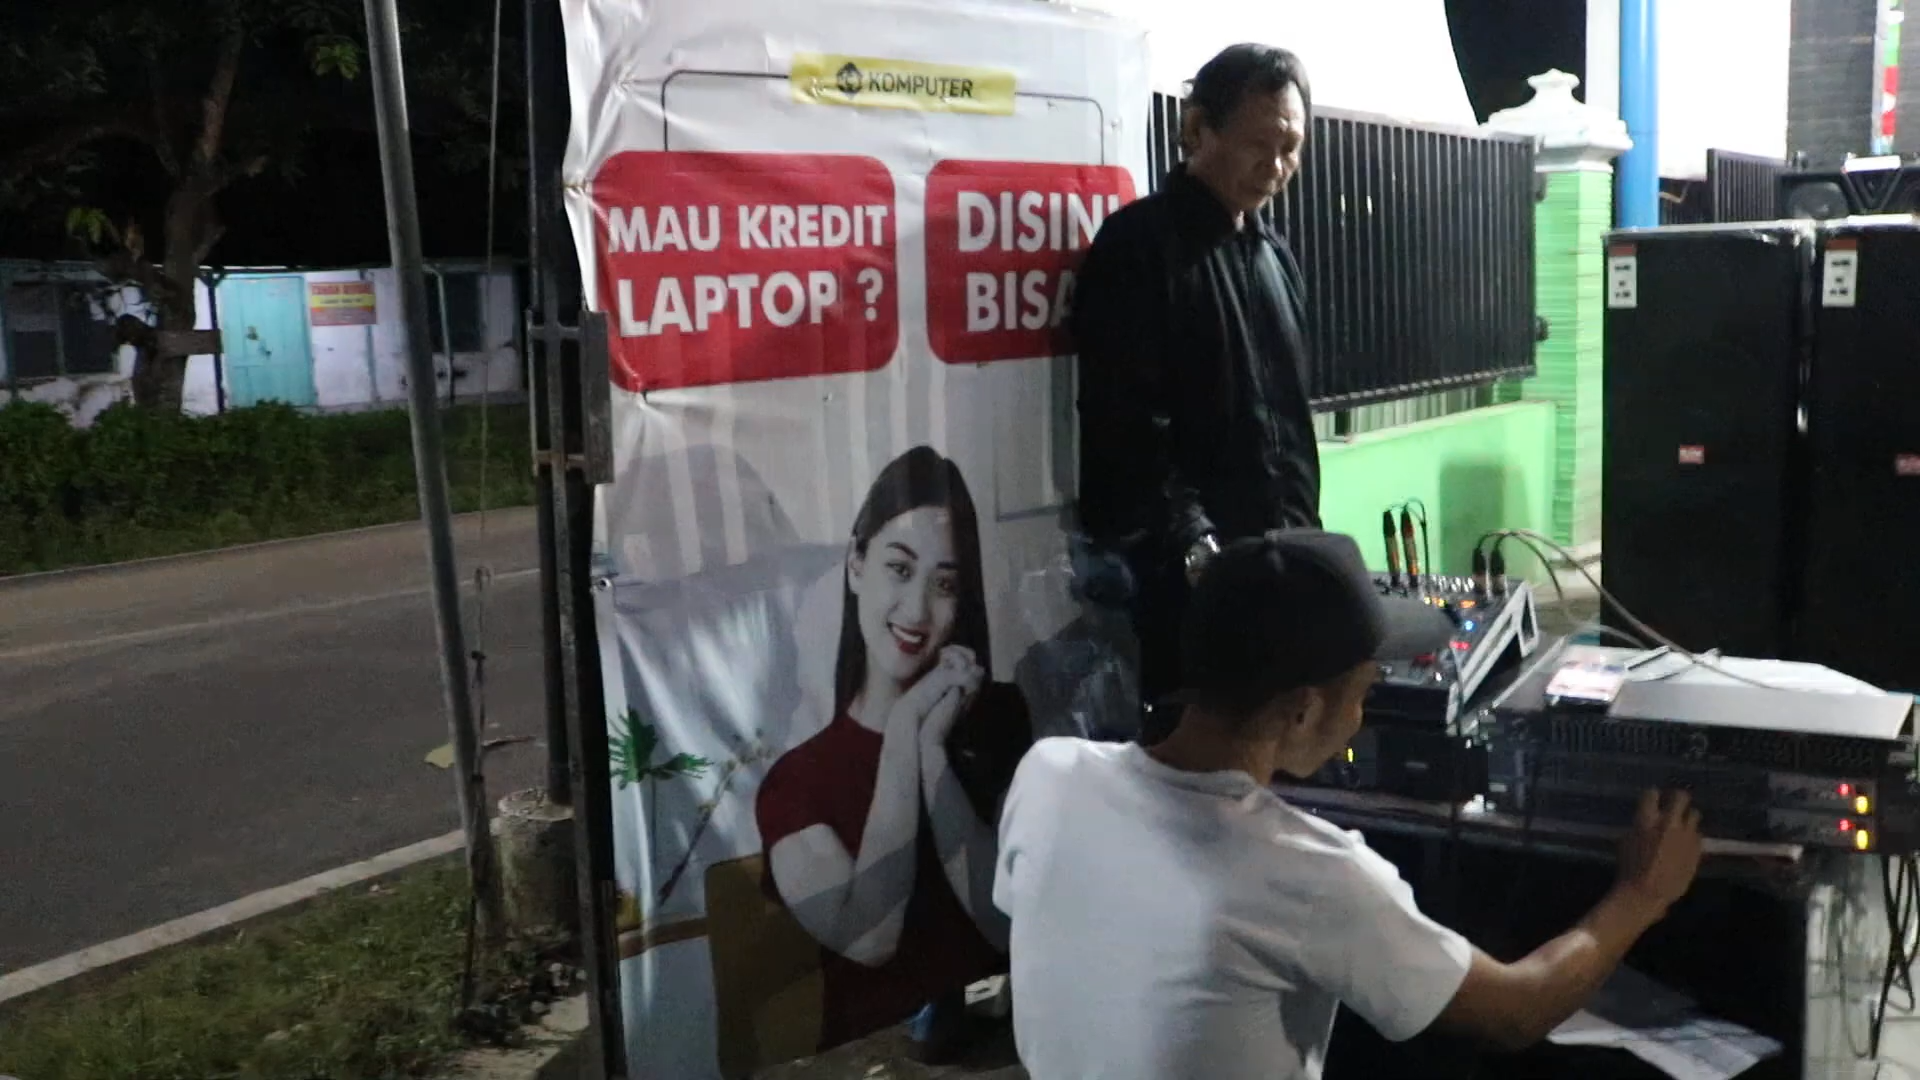 KOMPUTER
MAU KREDIT
LAPTOP ?
DISINI
BISA